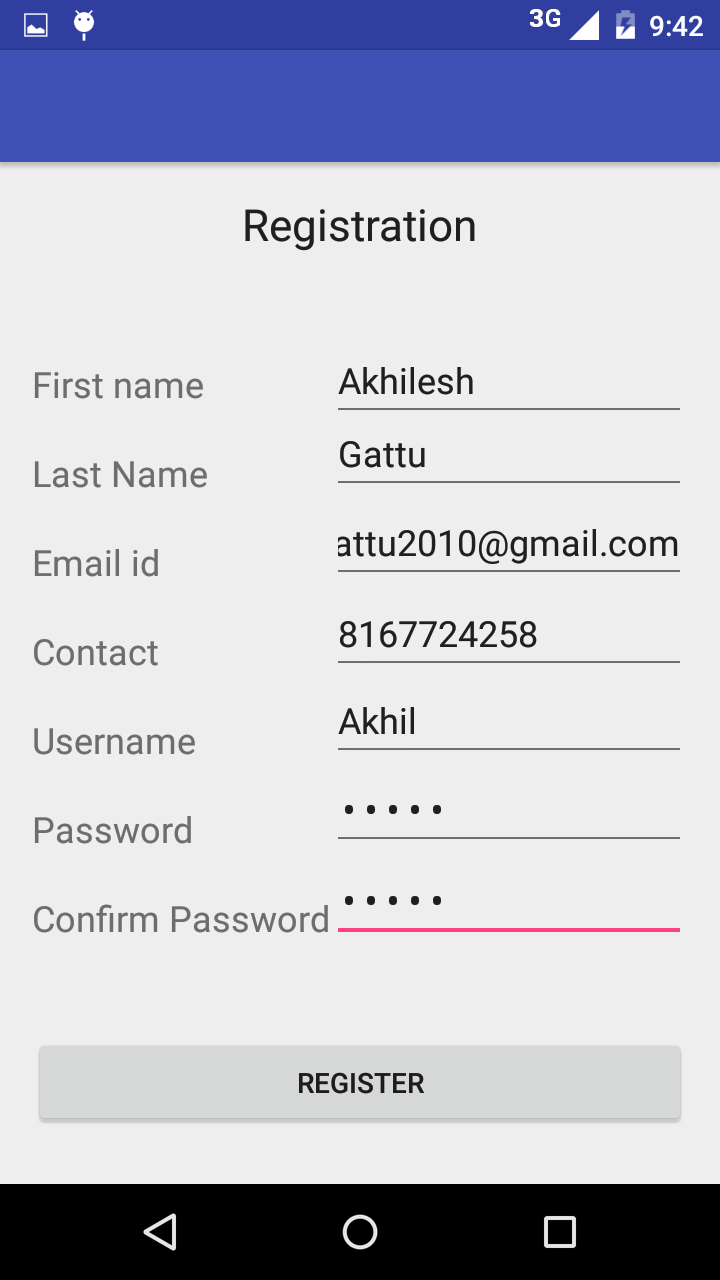 3G 9:42
Registration
First name Akhilesh
Last Name Gattu
Email id attu2010@gmail.com
Contact 8167724258
Username Akhil
Password •••••
Confirm Password •••••
REGISTER